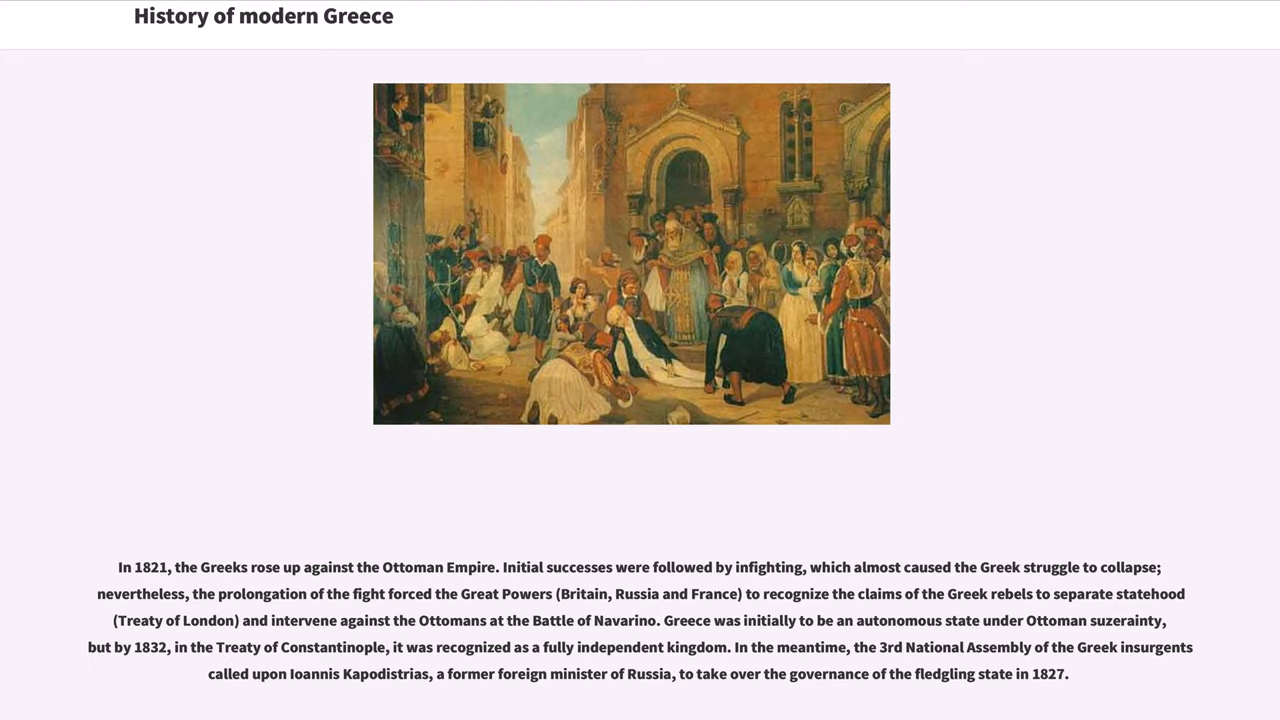 History of modern Greece
In 1821, the Greeks rose up against the Ottoman Empire. Initial successes were followed by infighting, which almost caused the Greek struggle to collapse;
nevertheless, the prolongation of the fight forced the Great Powers (Britain, Russia and France) to recognize the claims of the Greek rebels to separate statehood
(Treaty of London) and intervene against the Ottomans at the Battle of Navarino. Greece was initially to be an autonomous state under Ottoman suzerainty,
but by 1832, in the Treaty of Constantinople, it was recognized as a fully independent kingdom. In the meantime, the 3rd National Assembly of the Greek insurgents
called upon Ioannis Kapodistrias, a former foreign minister of Russia, to take over the governance of the fledgling state in 1827.